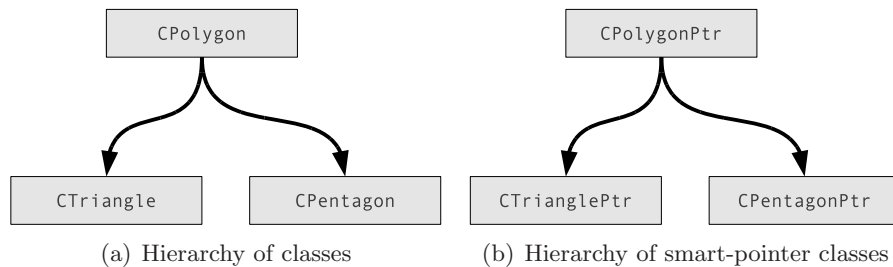 CPolygon
CPolygonPtr
CTriangle
CPentagon
CTrianglePtr
CPentagonPtr
(a) Hierarchy of classes
(b) Hierarchy of smart-pointer classes